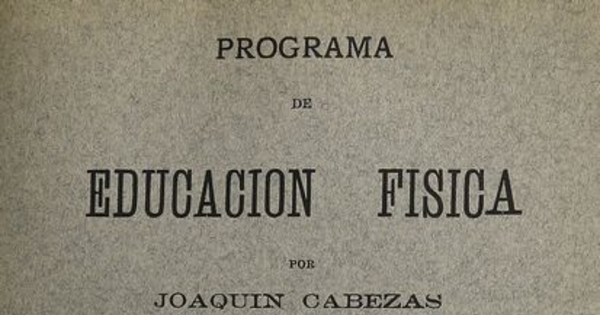 PROGRAMA
DE
EDUCACION FISICA
POR
JOAQUIN CABEZAS